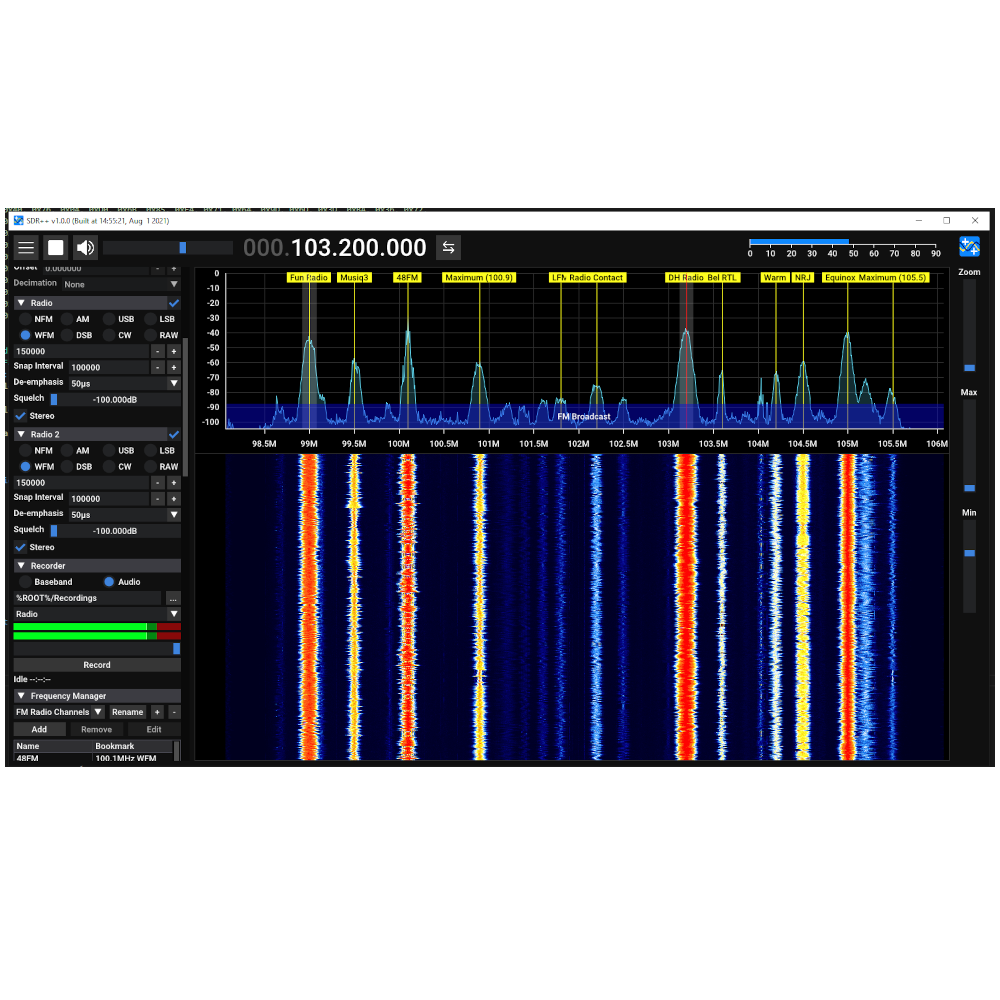 SDR++ v1.0.0 (Built at 14:55:21, Aug 1 2021)
000.103.200.000
0 10 20 30 40 50 60 70 80 90
Offset 0.000000 - +
Decimation None
Radio
NFM AM USB LSB
WFM DSB CW RAW
150000 - +
Snap Interval 100000 - +
De-emphasis 50µs
Squelch -100.000dB
Stereo
Radio 2
NFM AM USB LSB
WFM DSB CW RAW
150000 - +
Snap Interval 100000 - +
De-emphasis 50µs
Squelch -100.000dB
Stereo
Recorder
Baseband Audio
%ROOT%/Recordings ...
Radio
Record
Idle --:--:--
Frequency Manager
FM Radio Channels Rename + -
Add Remove Edit
Name Bookmark
48FM 100.1MHz WFM
Fun Radio Musiq3 48FM Maximum (100.9) LFM Radio Contact DH Radio Bel RTL Warm NRJ Equinox Maximum (105.5)
0
-10
-20
-30
-40
-50
-60
-70
-80
-90
-100
FM Broadcast
98.5M 99M 99.5M 100M 100.5M 101M 101.5M 102M 102.5M 103M 103.5M 104M 104.5M 105M 105.5M 106M
Zoom
Max
Min